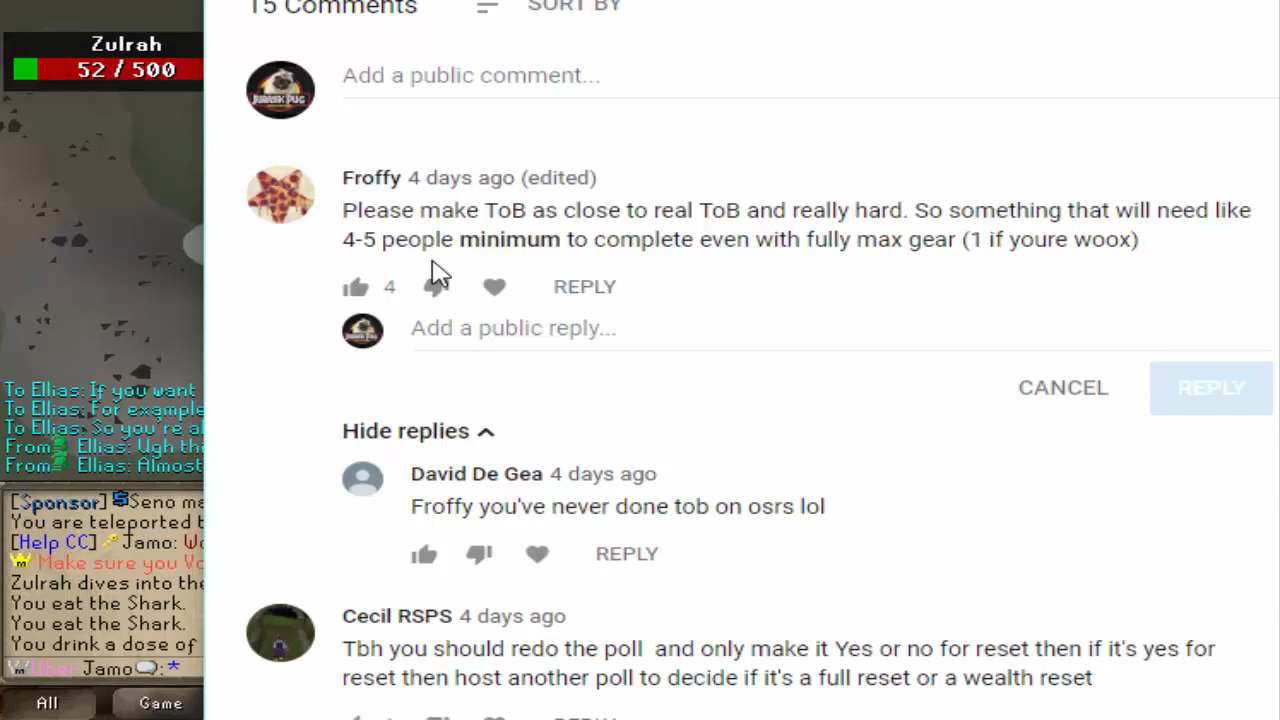 15 Comments
SORT BY
Zulrah
52 / 500
Add a public comment...
JURASSIC PUG
Froffy 4 days ago (edited)
Please make ToB as close to real ToB and really hard. So something that will need like
4-5 people minimum to complete even with fully max gear (1 if youre woox)
4 REPLY
Add a public reply...
CANCEL REPLY
Hide replies
David De Gea 4 days ago
Froffy you've never done tob on osrs lol
REPLY
Cecil RSPS 4 days ago
Tbh you should redo the poll and only make it Yes or no for reset then if it's yes for
reset then host another poll to decide if it's a full reset or a wealth reset
To Ellias: If you want
To Ellias: For example
To Ellias: So you're al
From Ellias: Ugh thi
From Ellias: Almost
[Sponsor] Seno ma
You are teleported t
[Help CC] Jamo: Wo
Make sure you Vo
Zulrah dives into the
You eat the Shark.
You eat the Shark.
You drink a dose of
Uber Jamo: *
All Game